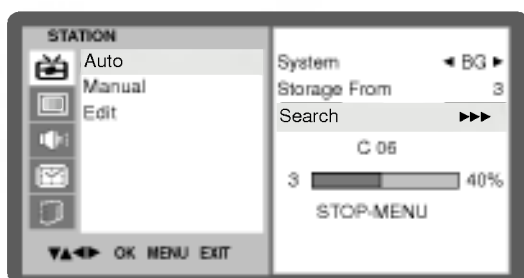 STATION
Auto
Manual
Edit
▼▲◄► OK MENU EXIT
System ◄ BG ►
Storage From 3
Search ►►►
C 06
3 40%
STOP-MENU